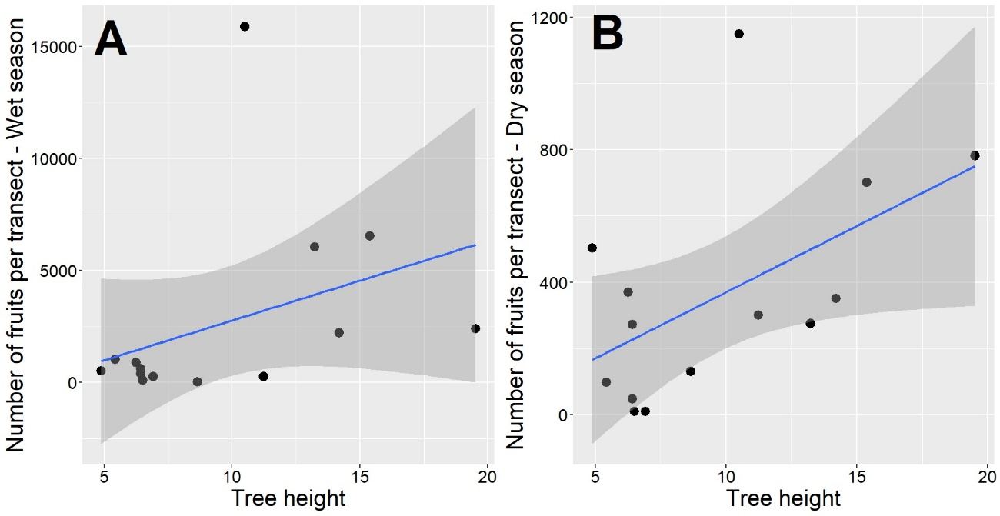 A
Number of fruits per transect - Wet season
15000
10000
5000
0
5
10
15
20
Tree height
B
Number of fruits per transect - Dry season
1200
800
400
0
5
10
15
20
Tree height